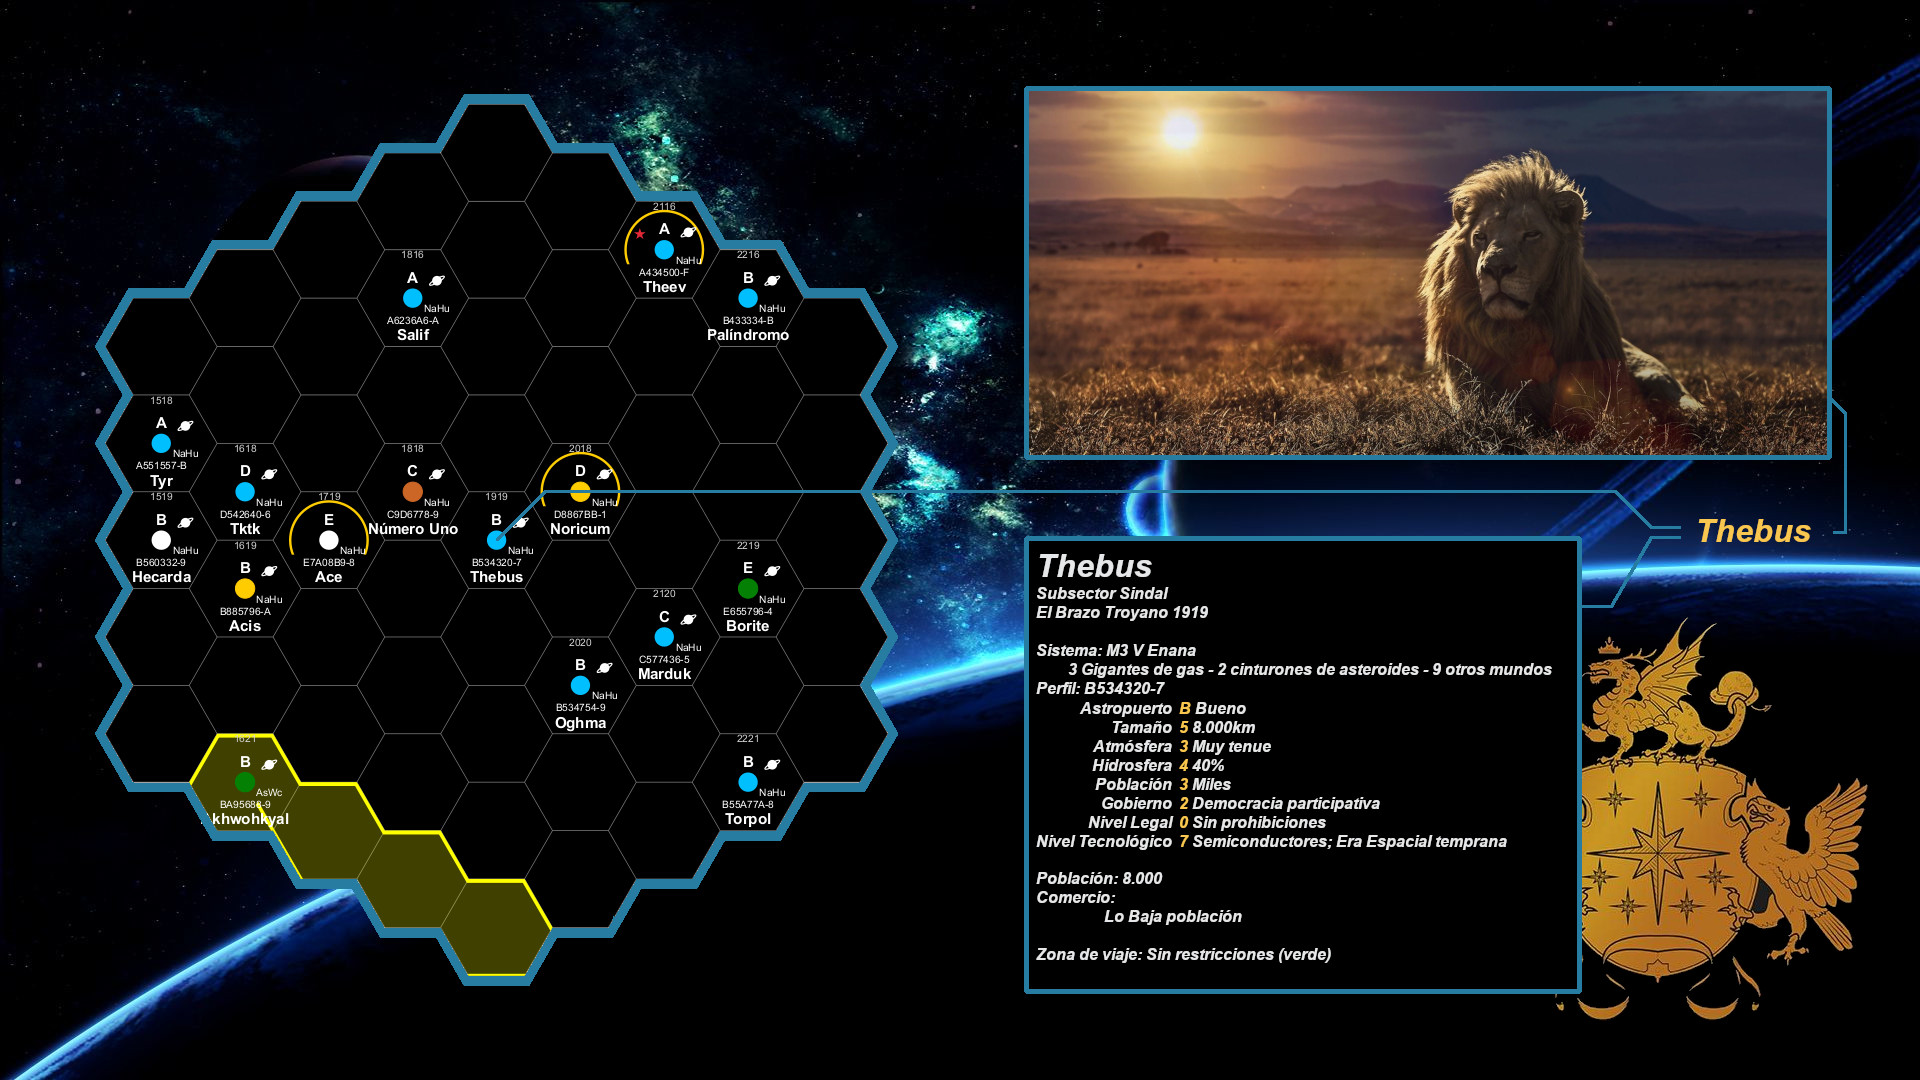 2116
A
NaHu
A434500-F
Theev
1816
A
NaHu
A6236A6-A
Salif
2216
B
NaHu
B433334-B
Palíndromo
1518
A
NaHu
A551557-B
Tyr
1618
D
NaHu
D542640-6
Tktk
1818
C
NaHu
C9D6778-9
Número Uno
2018
D
NaHu
D8867BB-1
Noricum
1519
B
NaHu
B560332-9
Hecarda
1719
E
NaHu
E7A08B9-8
Ace
1919
B
NaHu
B534320-7
Thebus
1619
B
NaHu
B885796-A
Acis
2219
E
NaHu
E655796-4
Borite
2120
C
NaHu
C577436-5
Marduk
2020
B
NaHu
B534754-9
Oghma
1621
B
AsWc
khwohkyal
2221
B
NaHu
B55A77A-8
Torpol
Thebus
Thebus
Subsector Sindal
El Brazo Troyano 1919
Sistema: M3 V Enana
3 Gigantes de gas - 2 cinturones de asteroides - 9 otros mundos
Perfil: B534320-7
Astropuerto B Bueno
Tamaño 5 8.000km
Atmósfera 3 Muy tenue
Hidrosfera 4 40%
Población 3 Miles
Gobierno 2 Democracia participativa
Nivel Legal 0 Sin prohibiciones
Nivel Tecnológico 7 Semiconductores; Era Espacial temprana
Población: 8.000
Comercio:
Lo Baja población
Zona de viaje: Sin restricciones (verde)